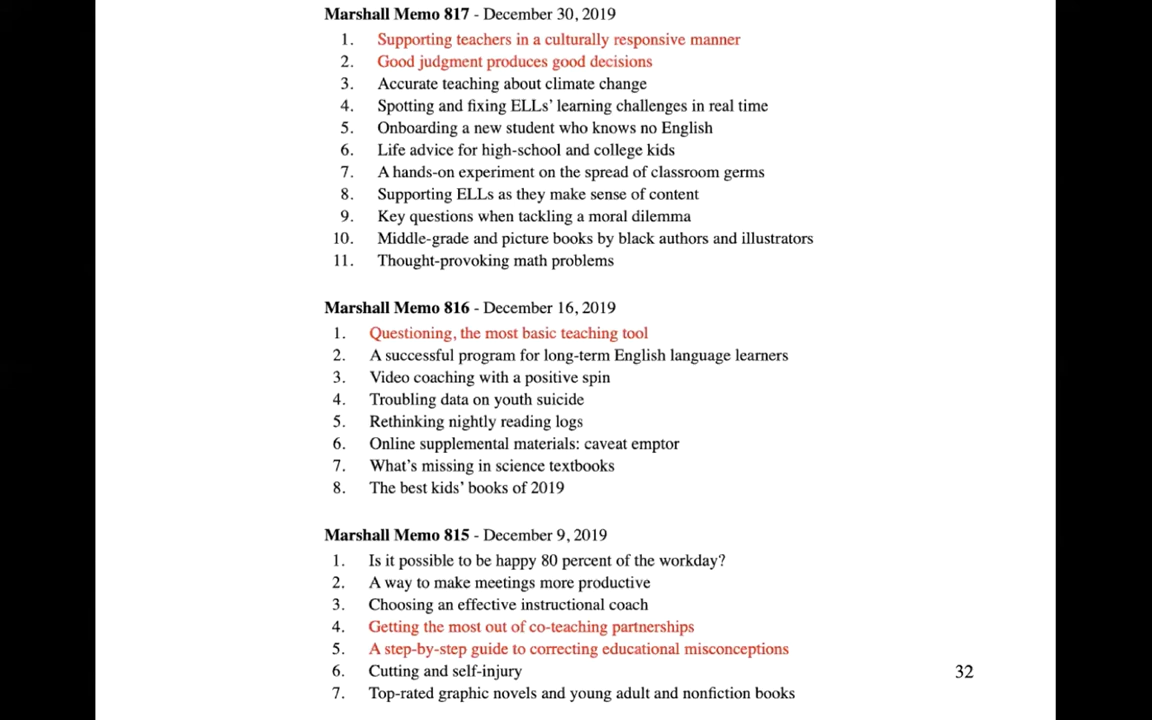 Marshall Memo 817 - December 30, 2019
1. Supporting teachers in a culturally responsive manner
2. Good judgment produces good decisions
3. Accurate teaching about climate change
4. Spotting and fixing ELLs’ learning challenges in real time
5. Onboarding a new student who knows no English
6. Life advice for high-school and college kids
7. A hands-on experiment on the spread of classroom germs
8. Supporting ELLs as they make sense of content
9. Key questions when tackling a moral dilemma
10. Middle-grade and picture books by black authors and illustrators
11. Thought-provoking math problems
Marshall Memo 816 - December 16, 2019
1. Questioning, the most basic teaching tool
2. A successful program for long-term English language learners
3. Video coaching with a positive spin
4. Troubling data on youth suicide
5. Rethinking nightly reading logs
6. Online supplemental materials: caveat emptor
7. What’s missing in science textbooks
8. The best kids’ books of 2019
Marshall Memo 815 - December 9, 2019
1. Is it possible to be happy 80 percent of the workday?
2. A way to make meetings more productive
3. Choosing an effective instructional coach
4. Getting the most out of co-teaching partnerships
5. A step-by-step guide to correcting educational misconceptions
6. Cutting and self-injury
32
7. Top-rated graphic novels and young adult and nonfiction books